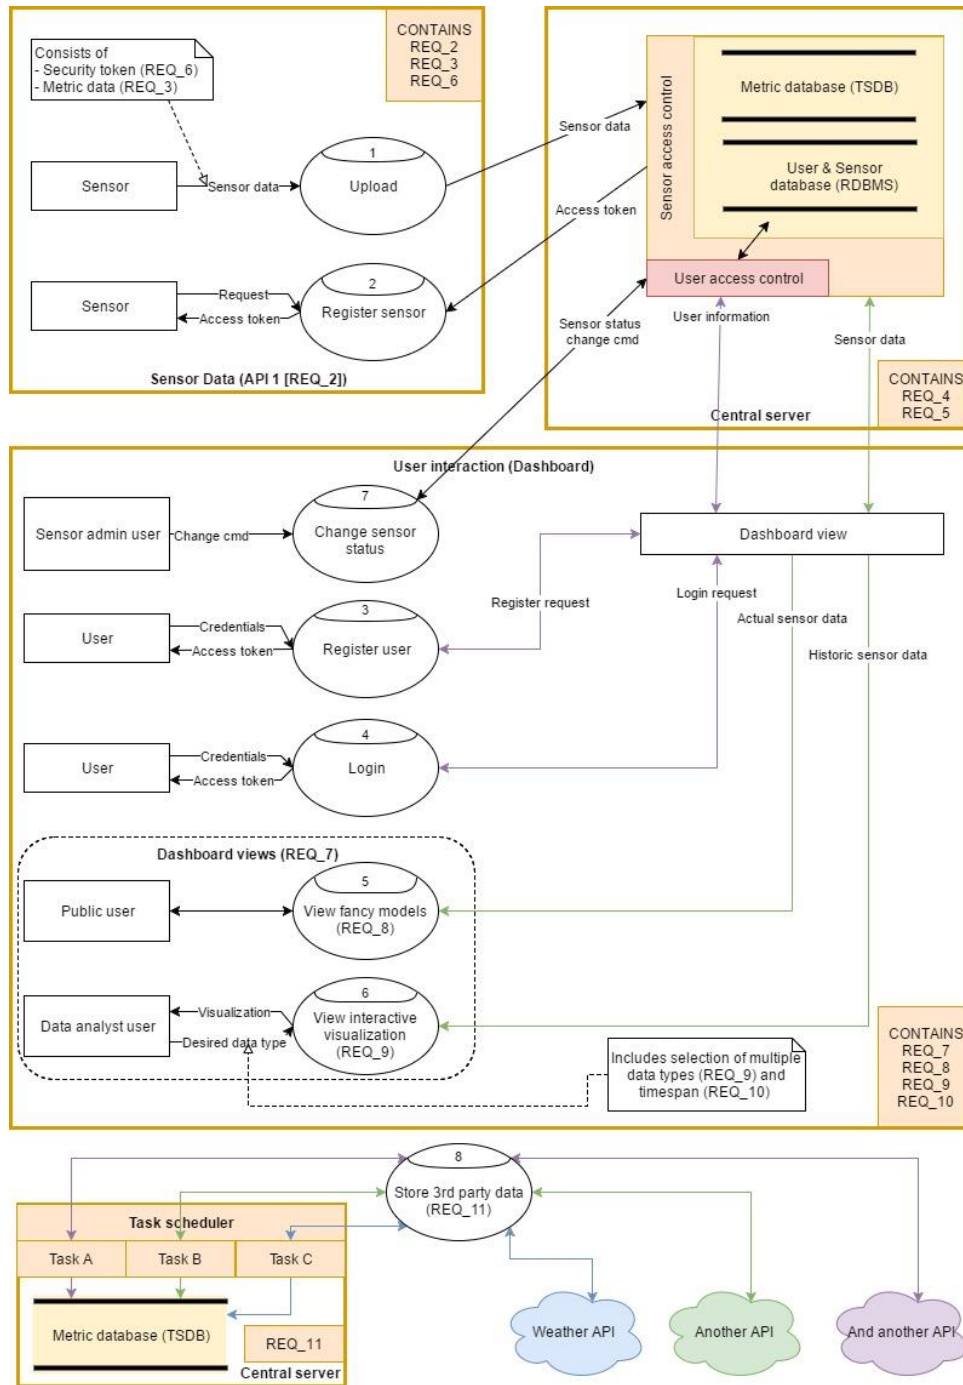 Consists of
- Security token (REQ_6)
- Metric data (REQ_3)
CONTAINS
REQ_2
REQ_3
REQ_6
Sensor
Sensor data
1
Upload
Sensor
Request
Access token
2
Register sensor
Sensor Data (API 1 [REQ_2])
Sensor data
Access token
Sensor status
change cmd
Sensor access control
Metric database (TSDB)
User & Sensor
database (RDBMS)
User access control
User information
Sensor data
CONTAINS
REQ_4
REQ_5
Central server
User interaction (Dashboard)
Sensor admin user
Change cmd
7
Change sensor
status
Dashboard view
User
Credentials
Access token
3
Register user
Register request
Login request
Actual sensor data
Historic sensor data
User
Credentials
Access token
4
Login
Dashboard views (REQ_7)
Public user
5
View fancy models
(REQ_8)
Data analyst user
Visualization
Desired data type
6
View interactive
visualization
(REQ_9)
Includes selection of multiple
data types (REQ_9) and
timespan (REQ_10)
CONTAINS
REQ_7
REQ_8
REQ_9
REQ_10
8
Store 3rd party data
(REQ_11)
Task scheduler
Task A
Task B
Task C
Metric database (TSDB)
REQ_11
Central server
Weather API
Another API
And another API